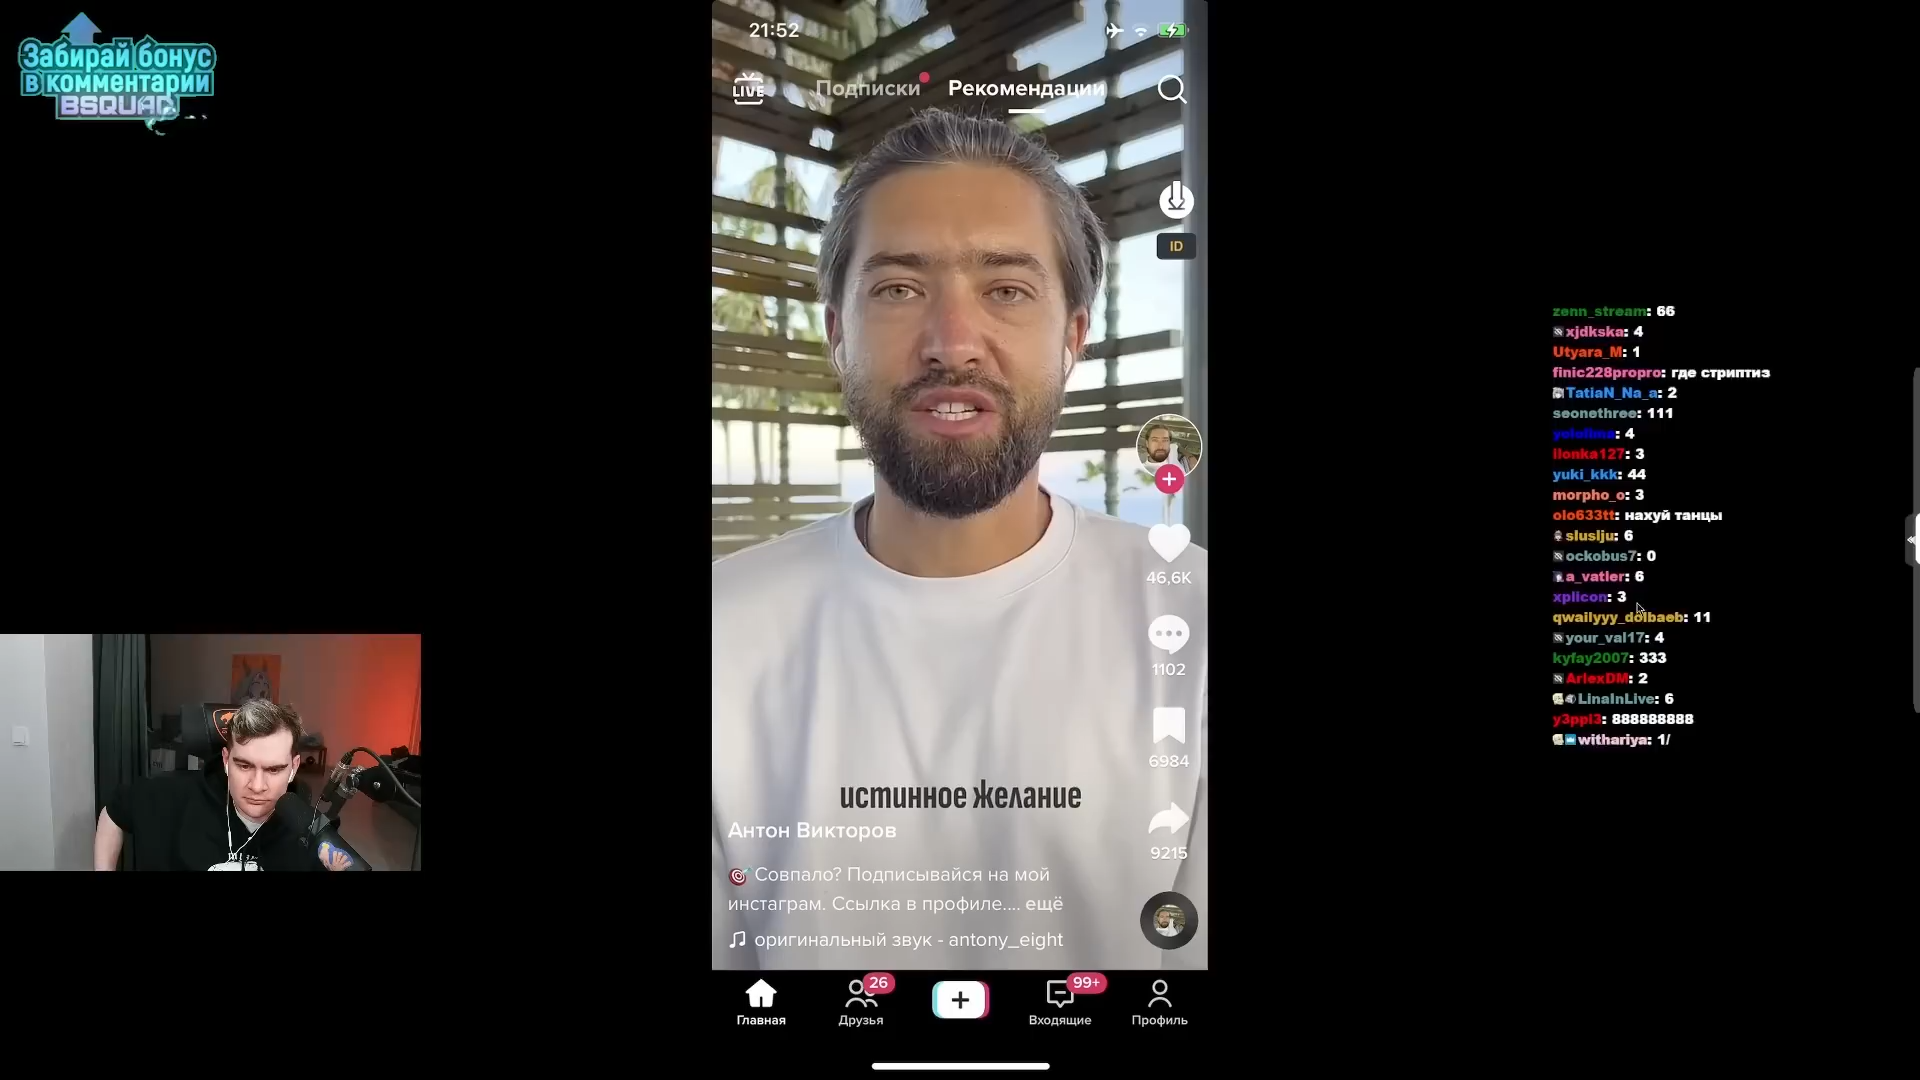 Забирай бонус
в комментарии
BSQUAD
21:52
LIVE
Подписки
Рекомендации
ID
46,6K
1102
6984
9215
истинное желание
Антон Викторов
Совпало? Подписывайся на мой
инстаграм. Ссылка в профиле.... ещё
оригинальный звук - antony_eight
26
99+
Главная
Друзья
Входящие
Профиль
zenn_stream: 66
xjdkska: 4
Utyara_M: 1
finic228propro: где стриптиз
TatiaN_Na_a: 2
seonethree: 111
yololima: 4
Ilonka127: 3
yuki_kkk: 44
morpho_o: 3
olo633tt: нахуй танцы
sluslju: 6
ockobus7: 0
a_vatler: 6
xplicon: 3
qwailyyy_dolbaeb: 11
your_val17: 4
kyfay2007: 333
ArlexDM: 2
LinaInLive: 6
y3ppl3: 888888888
withariya: 1/